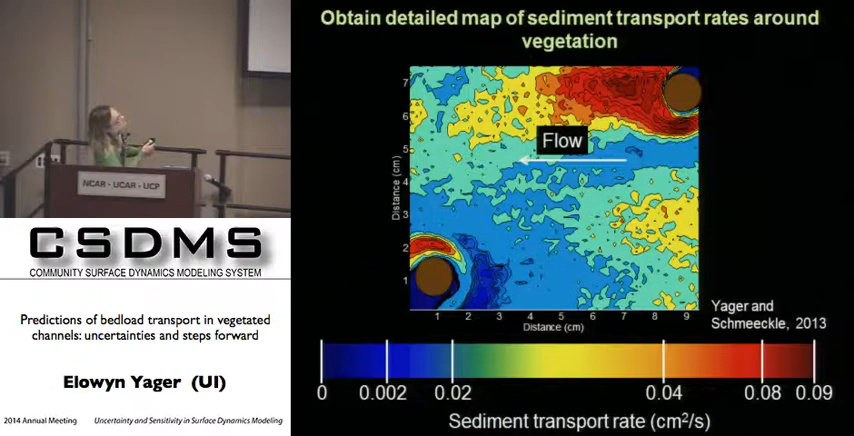 NCAR - UCAR - UCP
CSDMS
COMMUNITY SURFACE DYNAMICS MODELING SYSTEM
Predictions of bedload transport in vegetated
channels: uncertainties and steps forward
Elowyn Yager (UI)
2014 Annual Meeting Uncertainty and Sensitivity in Surface Dynamics Modeling
Obtain detailed map of sediment transport rates around
vegetation
Flow
Distance (cm)
7
6
5
4
3
2
1
1 2 3 4 5 6 7 8 9
Distance (cm)
Yager and
Schmeeckle, 2013
0 0.002 0.02 0.04 0.08 0.09
Sediment transport rate (cm²/s)